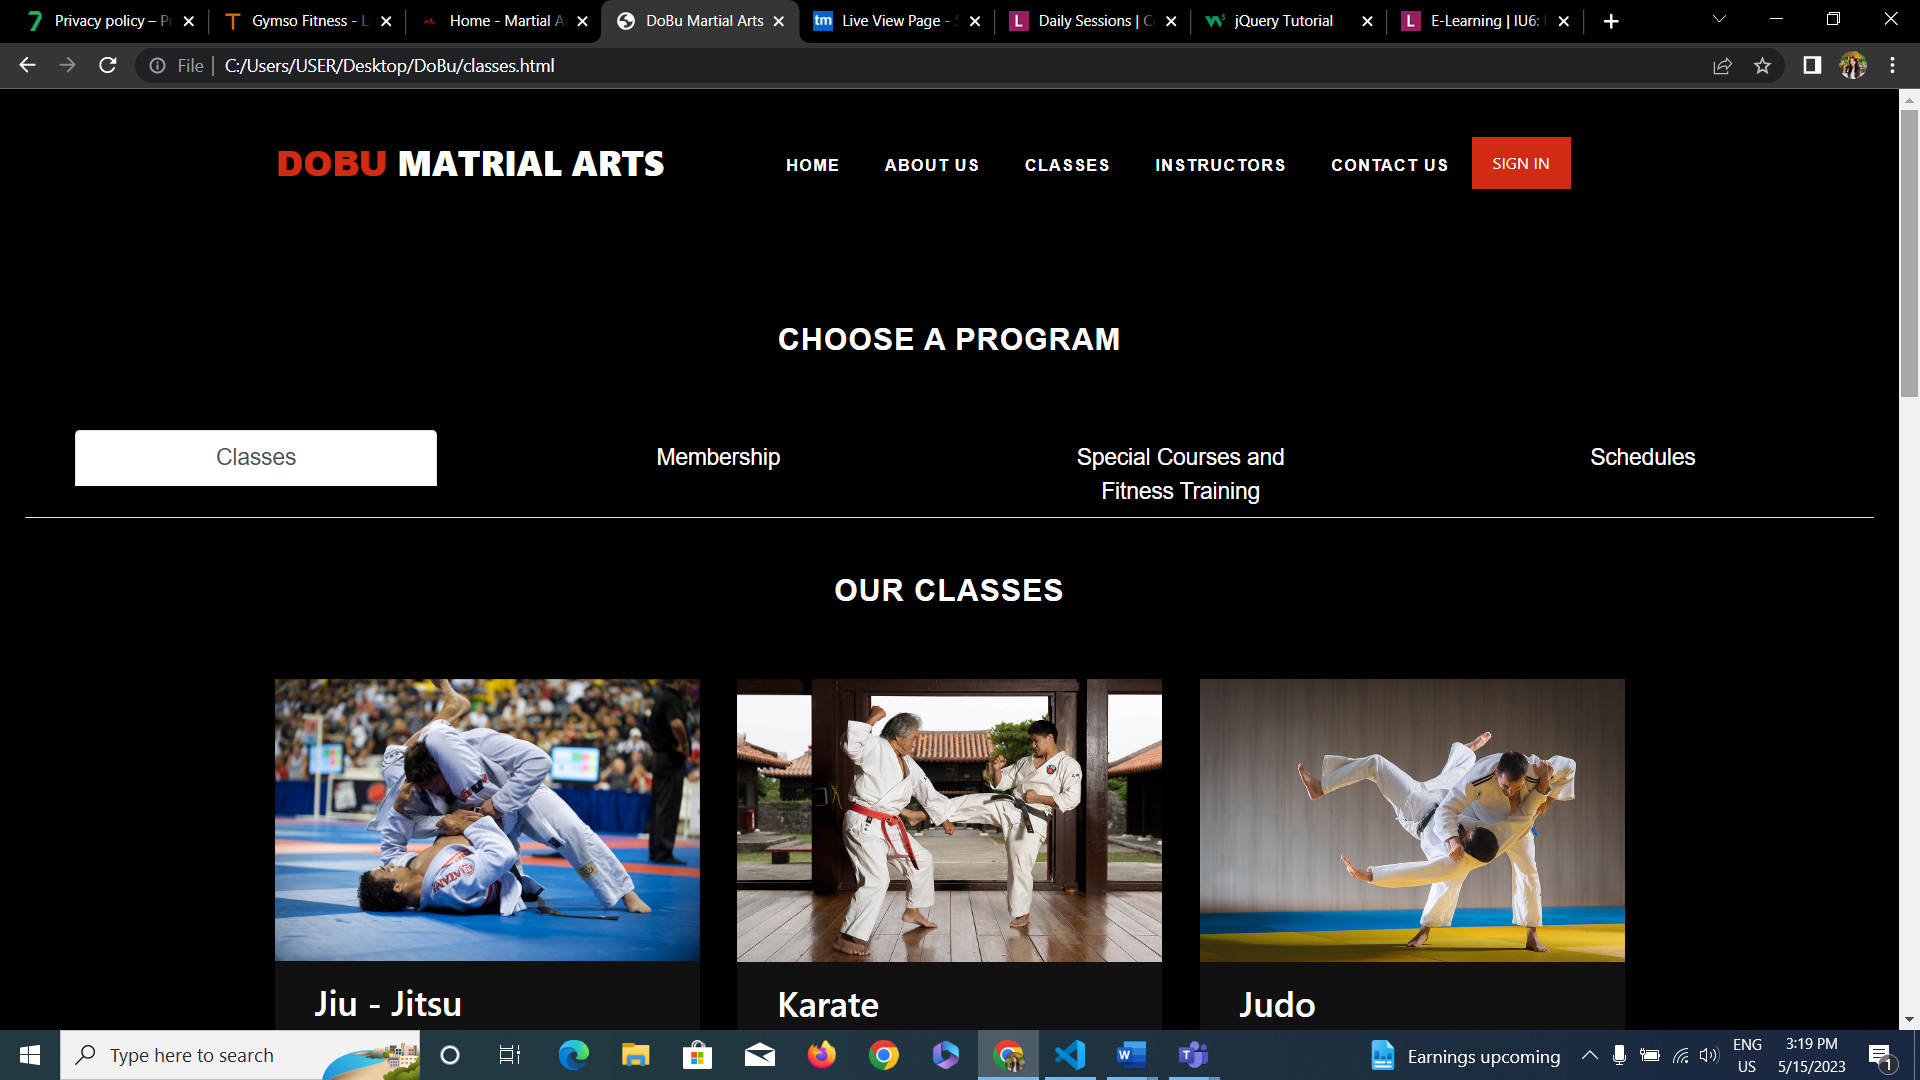 Privacy policy – P
Gymso Fitness - L
Home - Martial A
DoBu Martial Arts
tm Live View Page -
L Daily Sessions | C
jQuery Tutorial
L E-Learning | IU6:
File | C:/Users/USER/Desktop/DoBu/classes.html
DOBU MATRIAL ARTS
HOME
ABOUT US
CLASSES
INSTRUCTORS
CONTACT US
SIGN IN
CHOOSE A PROGRAM
Classes
Membership
Special Courses and
Fitness Training
Schedules
OUR CLASSES
Jiu - Jitsu
Karate
Judo
Type here to search
Earnings upcoming
ENG
US
3:19 PM
5/15/2023
1